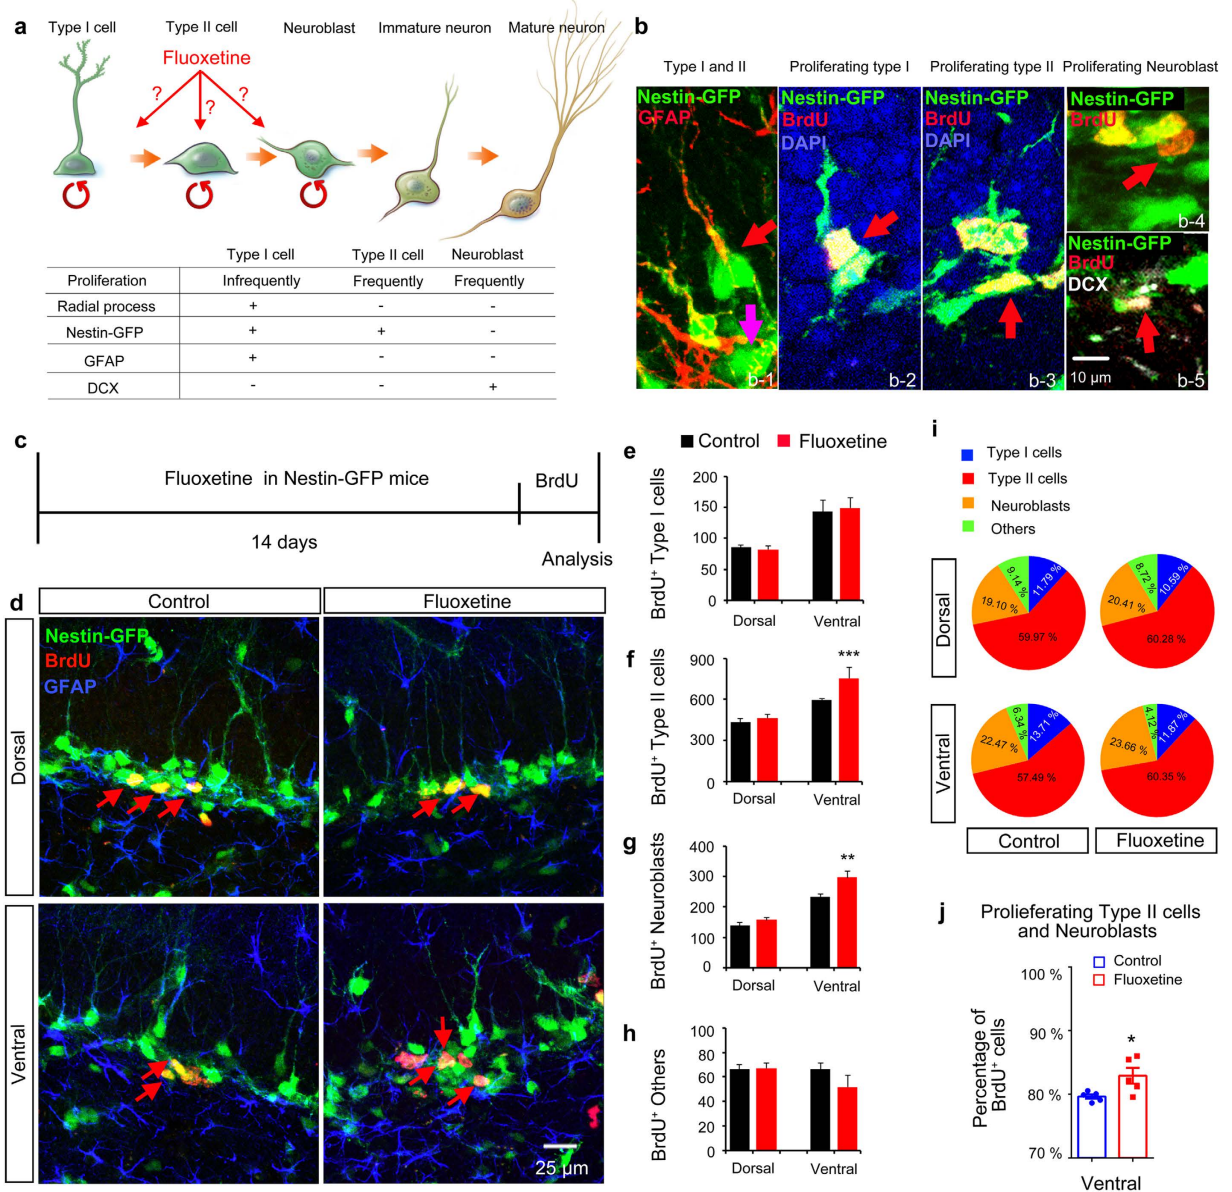 a
Type I cell
Type II cell
Neuroblast
Immature neuron
Mature neuron
Fluoxetine
?
?
?
Type I cell Type II cell Neuroblast
Proliferation Infrequently Frequently Frequently
Radial process + - -
Nestin-GFP + + -
GFAP + - -
DCX - - +
b
Type I and II
Proliferating type I
Proliferating type II
Proliferating Neuroblast
Nestin-GFP
GFAP
b-1
Nestin-GFP
BrdU
DAPI
b-2
Nestin-GFP
BrdU
DAPI
b-3
Nestin-GFP
BrdU
b-4
Nestin-GFP
BrdU
DCX
10 µm
b-5
c
Fluoxetine in Nestin-GFP mice
BrdU
14 days
Analysis
d
Control
Fluoxetine
Dorsal
Nestin-GFP
BrdU
GFAP
Ventral
25 µm
Control
Fluoxetine
e
BrdU⁺ Type I cells
200
150
100
50
0
Dorsal
Ventral
f
BrdU⁺ Type II cells
900
600
300
0
***
Dorsal
Ventral
g
BrdU⁺ Neuroblasts
400
300
200
100
0
**
Dorsal
Ventral
h
BrdU⁺ Others
100
80
60
40
20
0
Dorsal
Ventral
i
Type I cells
Type II cells
Neuroblasts
Others
Dorsal
9.14 %
11.79 %
19.10 %
59.97 %
8.72 %
10.59 %
20.41 %
60.28 %
Ventral
6.34 %
13.71 %
22.47 %
57.49 %
4.12 %
11.87 %
23.66 %
60.35 %
Control
Fluoxetine
j
Prolieferating Type II cells
and Neuroblasts
Control
Fluoxetine
Percentage of
BrdU⁺ cells
100 %
90 %
80 %
70 %
*
Ventral